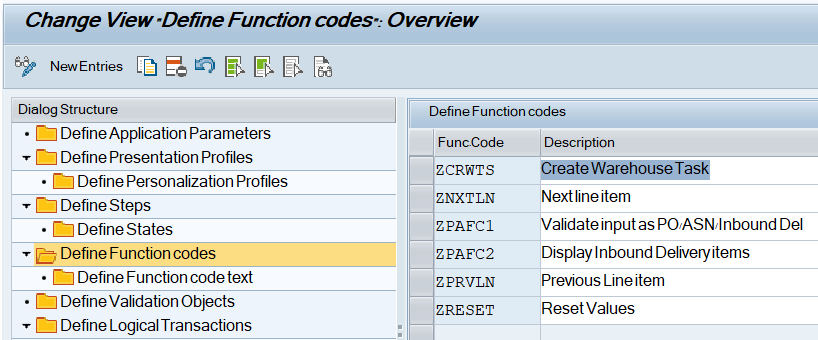 Change View "Define Function codes": Overview
New Entries
Dialog Structure
Define Application Parameters
Define Presentation Profiles
Define Personalization Profiles
Define Steps
Define States
Define Function codes
Define Function code text
Define Validation Objects
Define Logical Transactions
Define Function codes
Func.Code Description
ZCRWTS Create Warehouse Task
ZNXTLN Next line item
ZPAFC1 Validate input as PO/ASN/Inbound Del
ZPAFC2 Display Inbound Delivery items
ZPRVLN Previous Line item
ZRESET Reset Values